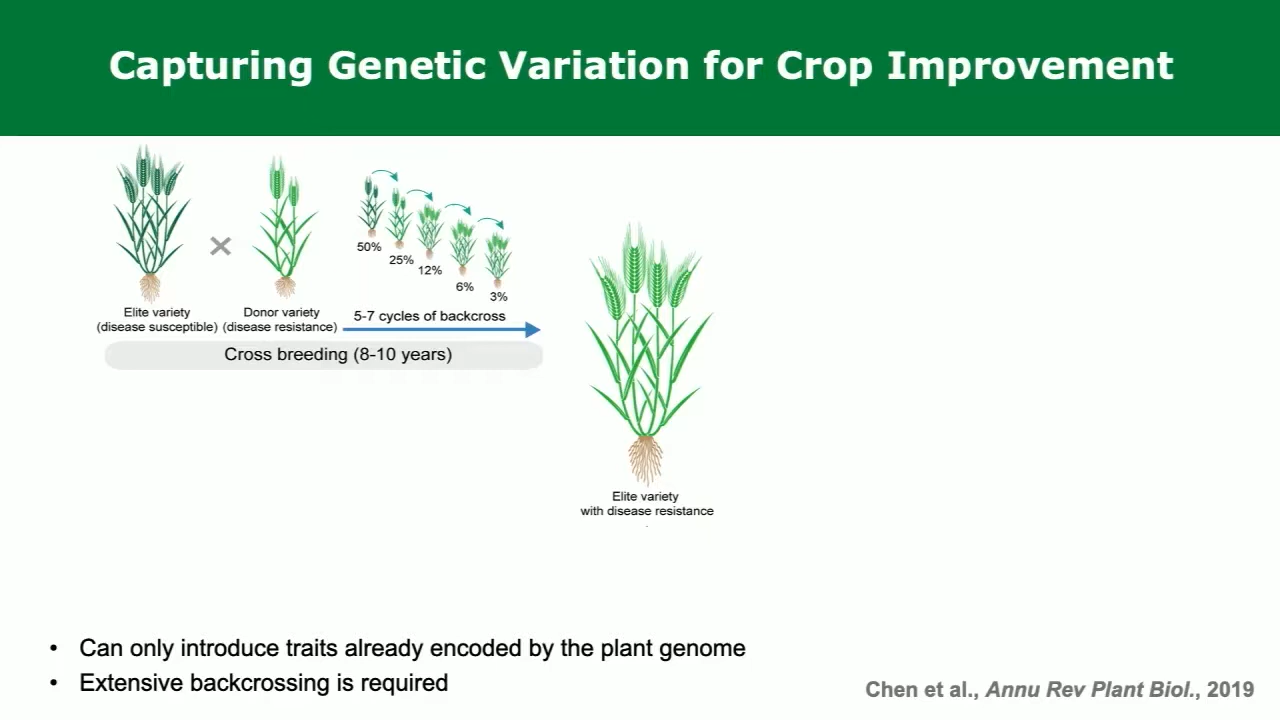 Capturing Genetic Variation for Crop Improvement
50%
25%
12%
6%
3%
Elite variety
(disease susceptible)
Donor variety
(disease resistance)
5-7 cycles of backcross
Cross breeding (8-10 years)
Elite variety
with disease resistance
• Can only introduce traits already encoded by the plant genome
• Extensive backcrossing is required
Chen et al., Annu Rev Plant Biol., 2019